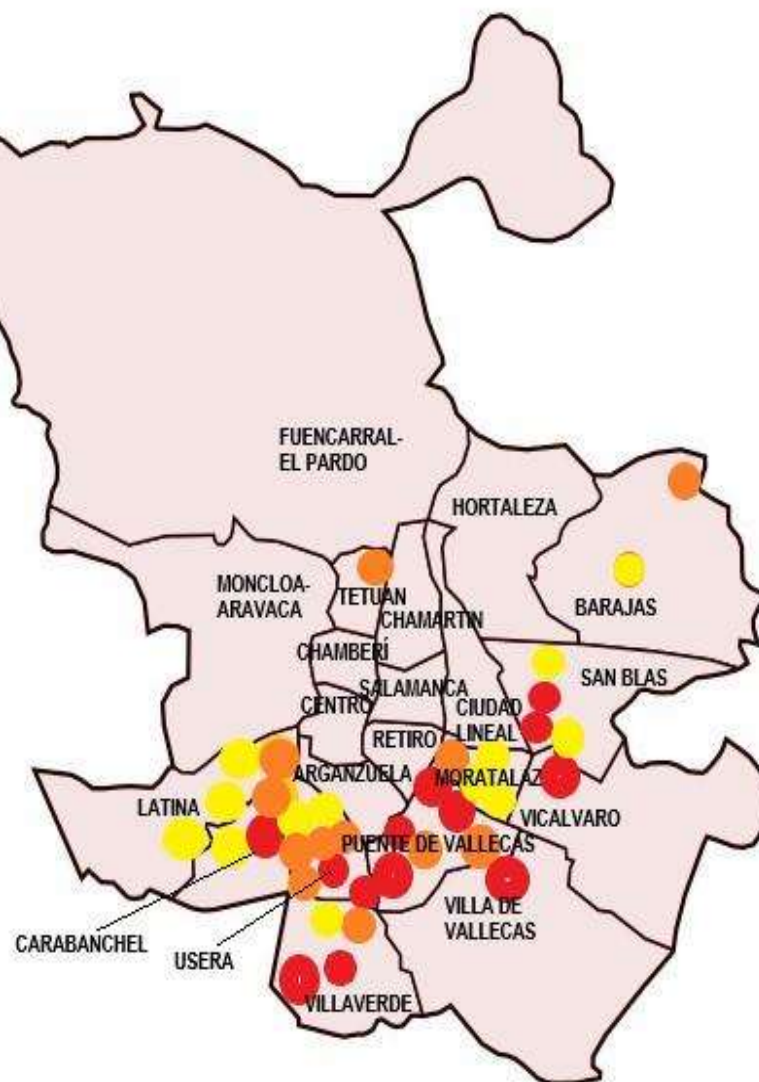 FUENCARRAL-
EL PARDO
HORTALEZA
MONCLOA-
ARAVACA
TETUAN
BARAJAS
CHAMARTIN
CHAMBERÍ
SAN BLAS
SALAMANCA
CENTRO
CIUDAD
LINEAL
RETIRO
ARGANZUELA
MORATALAZ
LATINA
VICALVARO
PUENTE DE VALLECAS
VILLA DE
VALLECAS
CARABANCHEL
USERA
VILLAVERDE